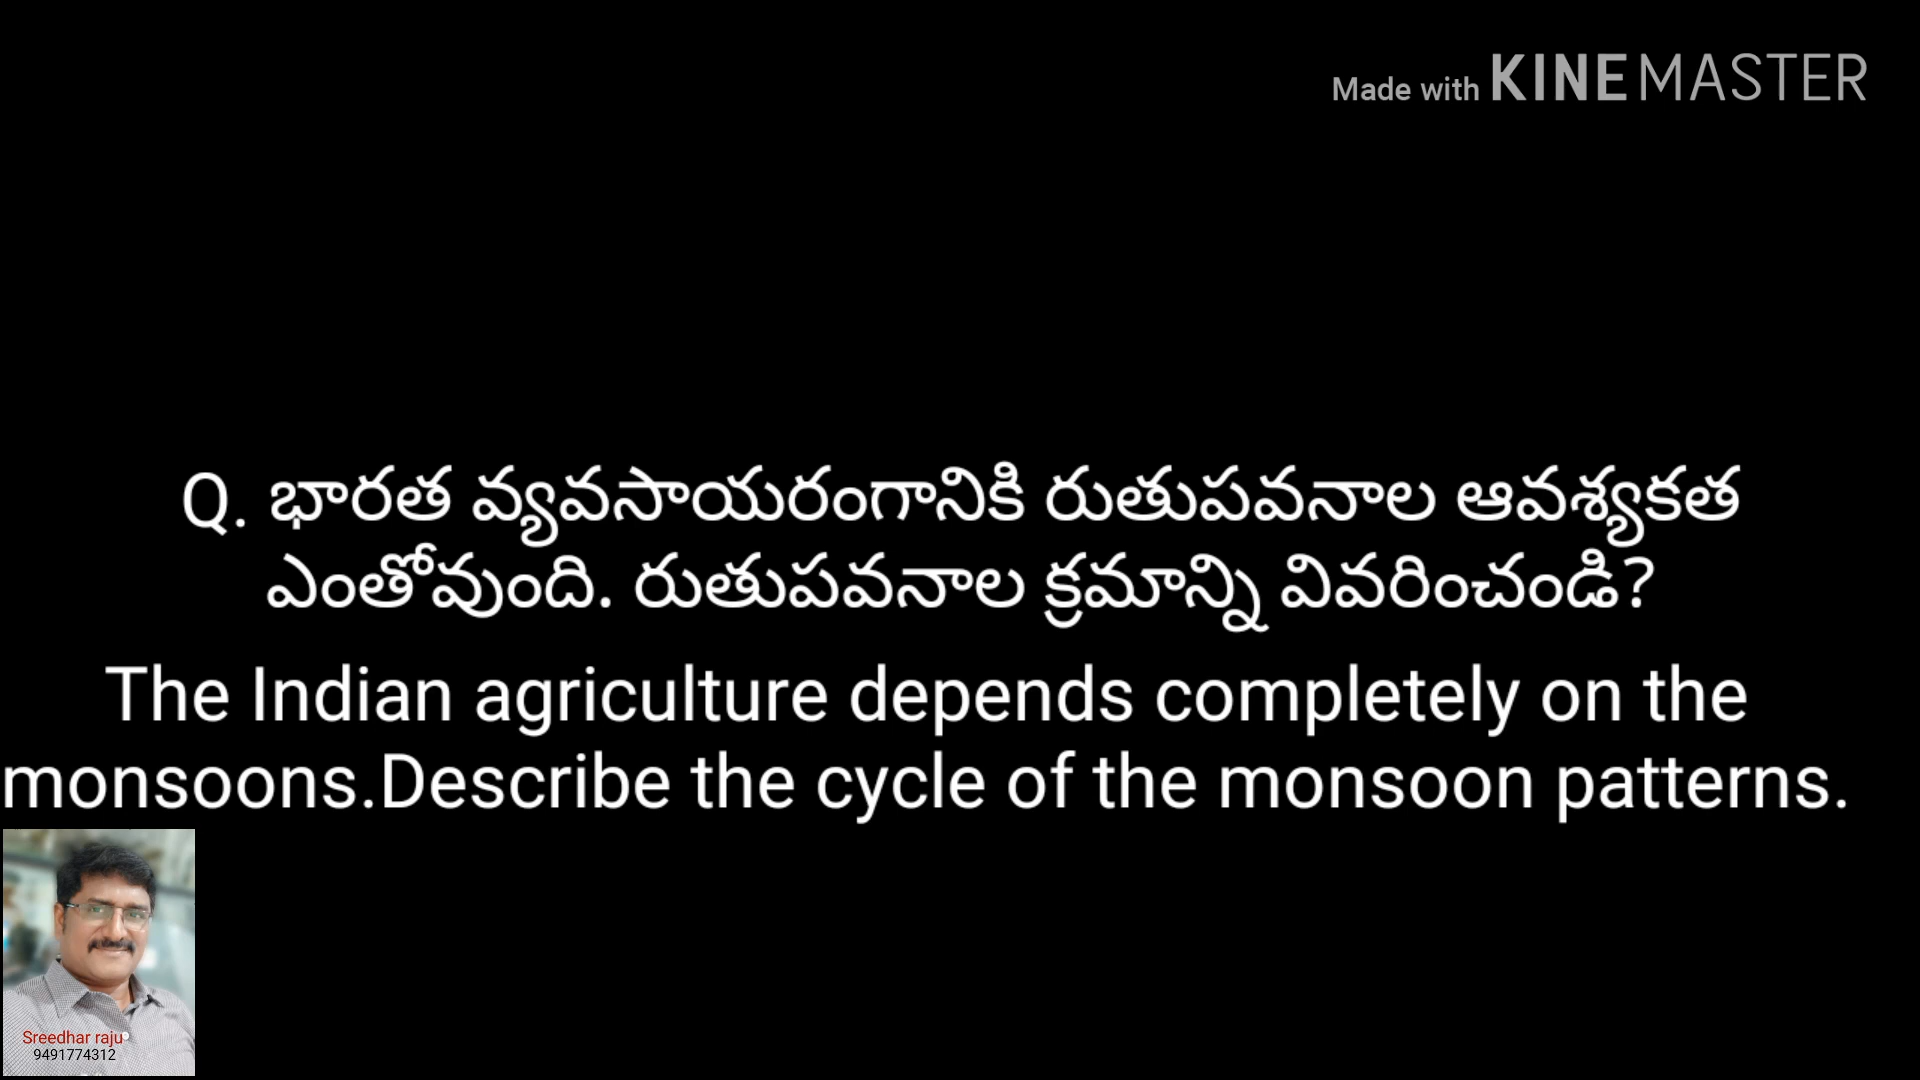 Made with KINEMASTER
Q. భారత వ్యవసాయరంగానికి రుతుపవనాల ఆవశ్యకత
ఎంతోవుంది. రుతుపవనాల క్రమాన్ని వివరించండి?
The Indian agriculture depends completely on the
monsoons.Describe the cycle of the monsoon patterns.
Sreedhar raju
9491774312